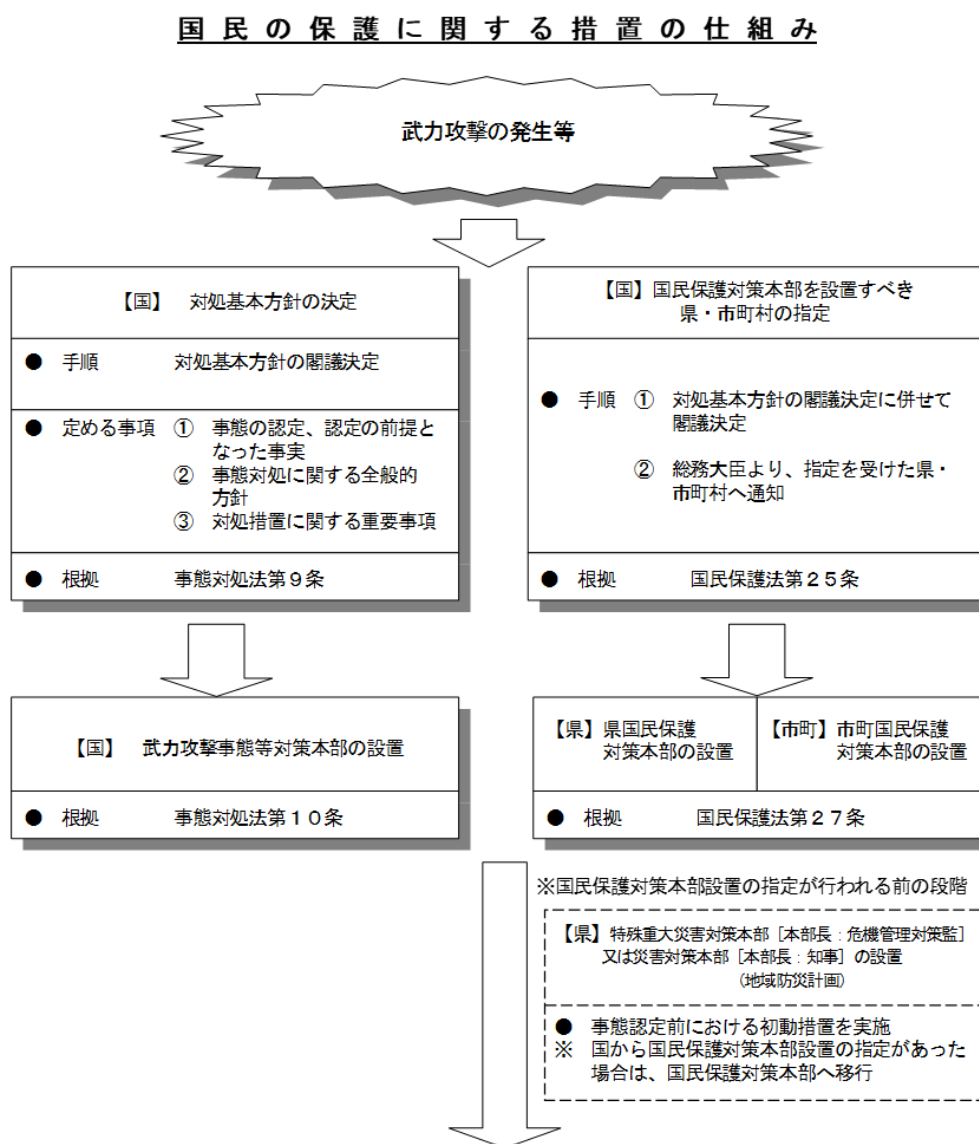 国民の保護に関する措置の仕組み
武力攻撃の発生等
【国】 対処基本方針の決定
● 手順 対処基本方針の閣議決定
● 定める事項 ① 事態の認定、認定の前提と
なった事実
② 事態対処に関する全般的
方針
③ 対処措置に関する重要事項
● 根拠 事態対処法第9条
【国】国民保護対策本部を設置すべき
県・市町村の指定
● 手順 ① 対処基本方針の閣議決定に併せて
閣議決定
② 総務大臣より、指定を受けた県・
市町村へ通知
● 根拠 国民保護法第25条
【国】 武力攻撃事態等対策本部の設置
● 根拠 事態対処法第10条
【県】県国民保護
対策本部の設置
【市町】市町国民保護
対策本部の設置
● 根拠 国民保護法第27条
※国民保護対策本部設置の指定が行われる前の段階
【県】特殊重大災害対策本部[本部長:危機管理対策監]
又は災害対策本部[本部長:知事]の設置
(地域防災計画)
● 事態認定前における初動措置を実施
※ 国から国民保護対策本部設置の指定があった
場合は、国民保護対策本部へ移行